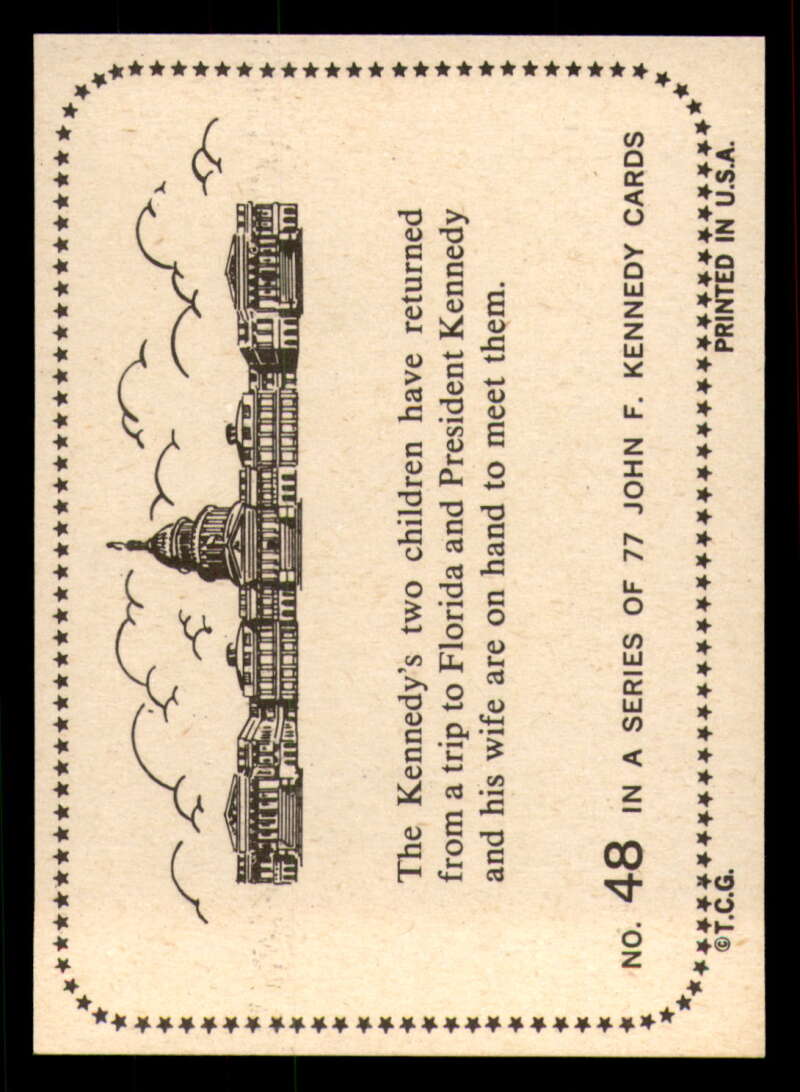 The Kennedy's two children have returned
from a trip to Florida and President Kennedy
and his wife are on hand to meet them.
NO. 48 IN A SERIES OF 77 JOHN F. KENNEDY CARDS
©T.C.G. PRINTED IN U.S.A.